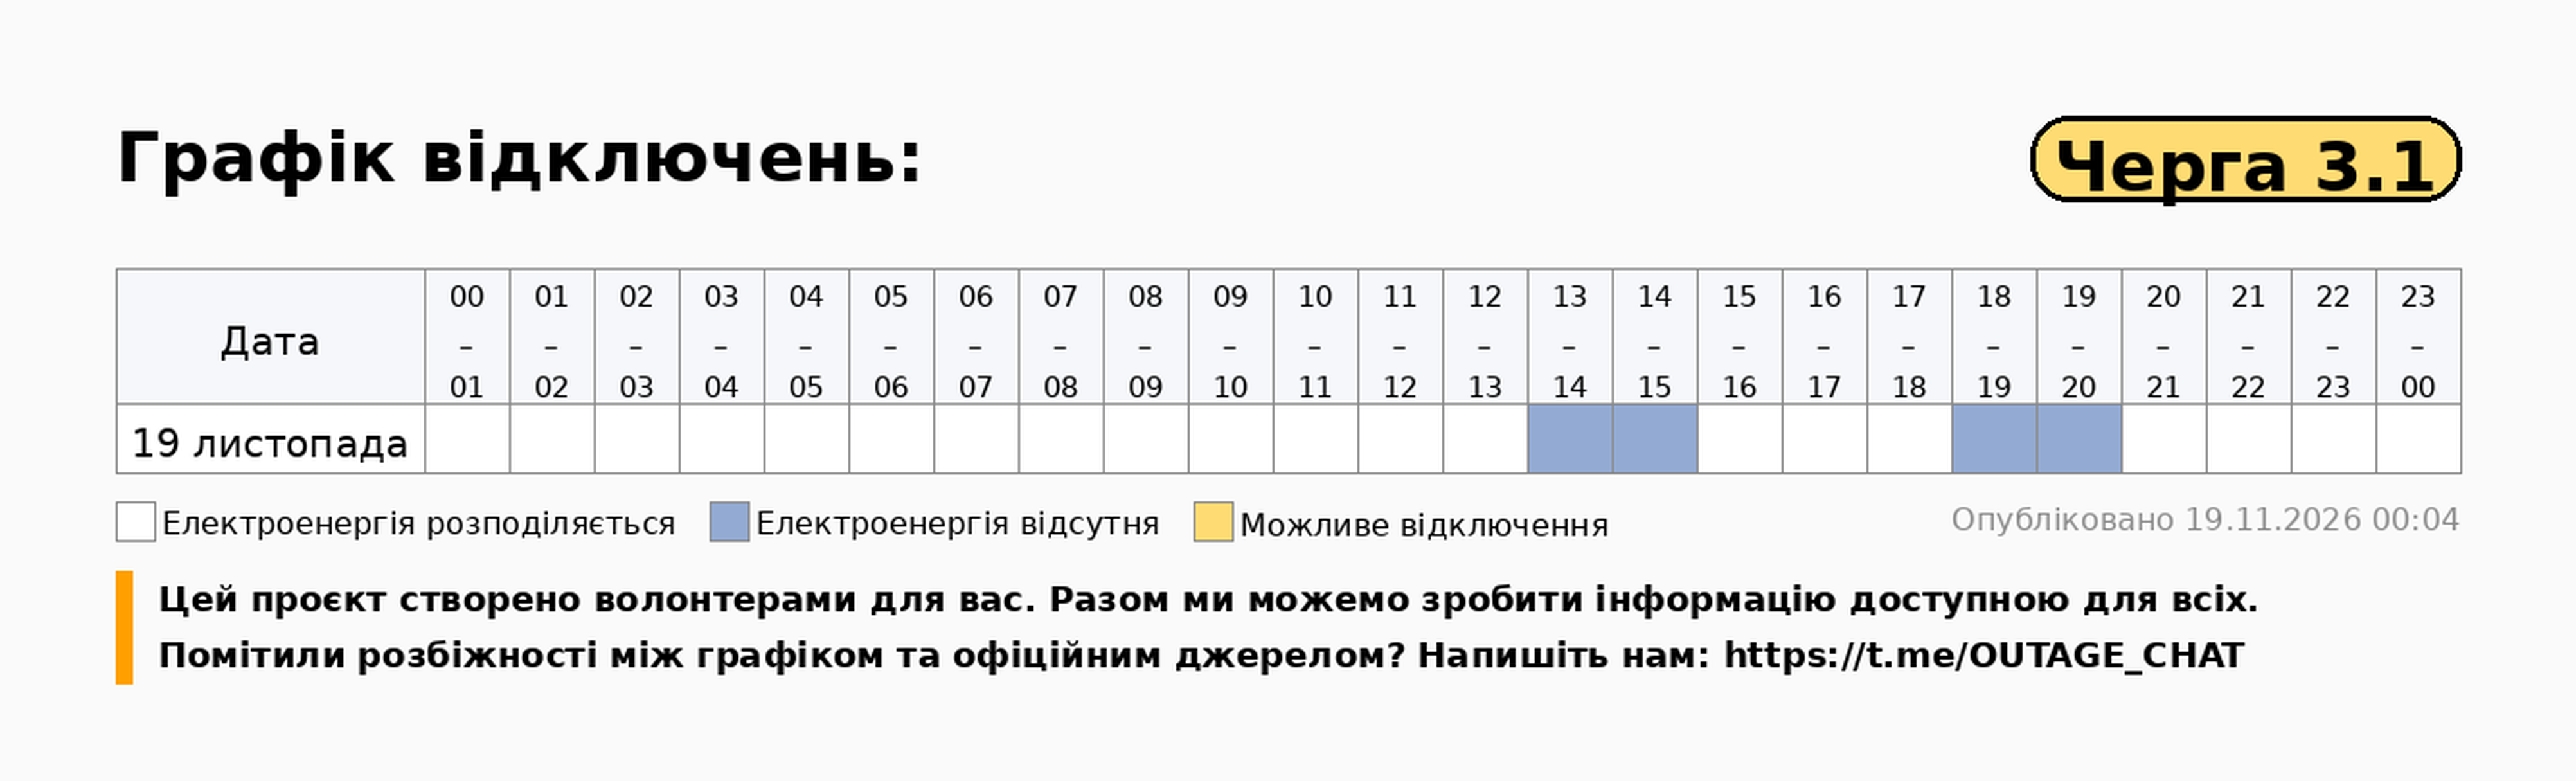 Графік відключень:
Черга 3.1
Дата 00 – 01 01 – 02 02 – 03 03 – 04 04 – 05 05 – 06 06 – 07 07 – 08 08 – 09 09 – 10 10 – 11 11 – 12 12 – 13 13 – 14 14 – 15 15 – 16 16 – 17 17 – 18 18 – 19 19 – 20 20 – 21 21 – 22 22 – 23 23 – 00
19 листопада
Електроенергія розподіляється Електроенергія відсутня Можливе відключення
Опубліковано 19.11.2026 00:04
Цей проєкт створено волонтерами для вас. Разом ми можемо зробити інформацію доступною для всіх.
Помітили розбіжності між графіком та офіційним джерелом? Напишіть нам: https://t.me/OUTAGE_CHAT